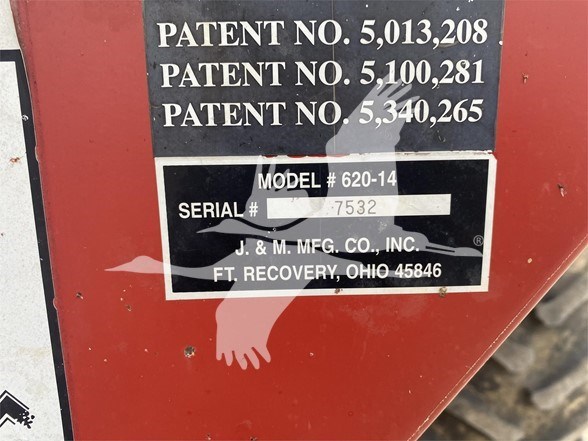 PATENT NO. 5,013,208
PATENT NO. 5,100,281
PATENT NO. 5,340,265
MODEL # 620-14
SERIAL # 7532
J. & M. MFG. CO., INC.
FT. RECOVERY, OHIO 45846
®